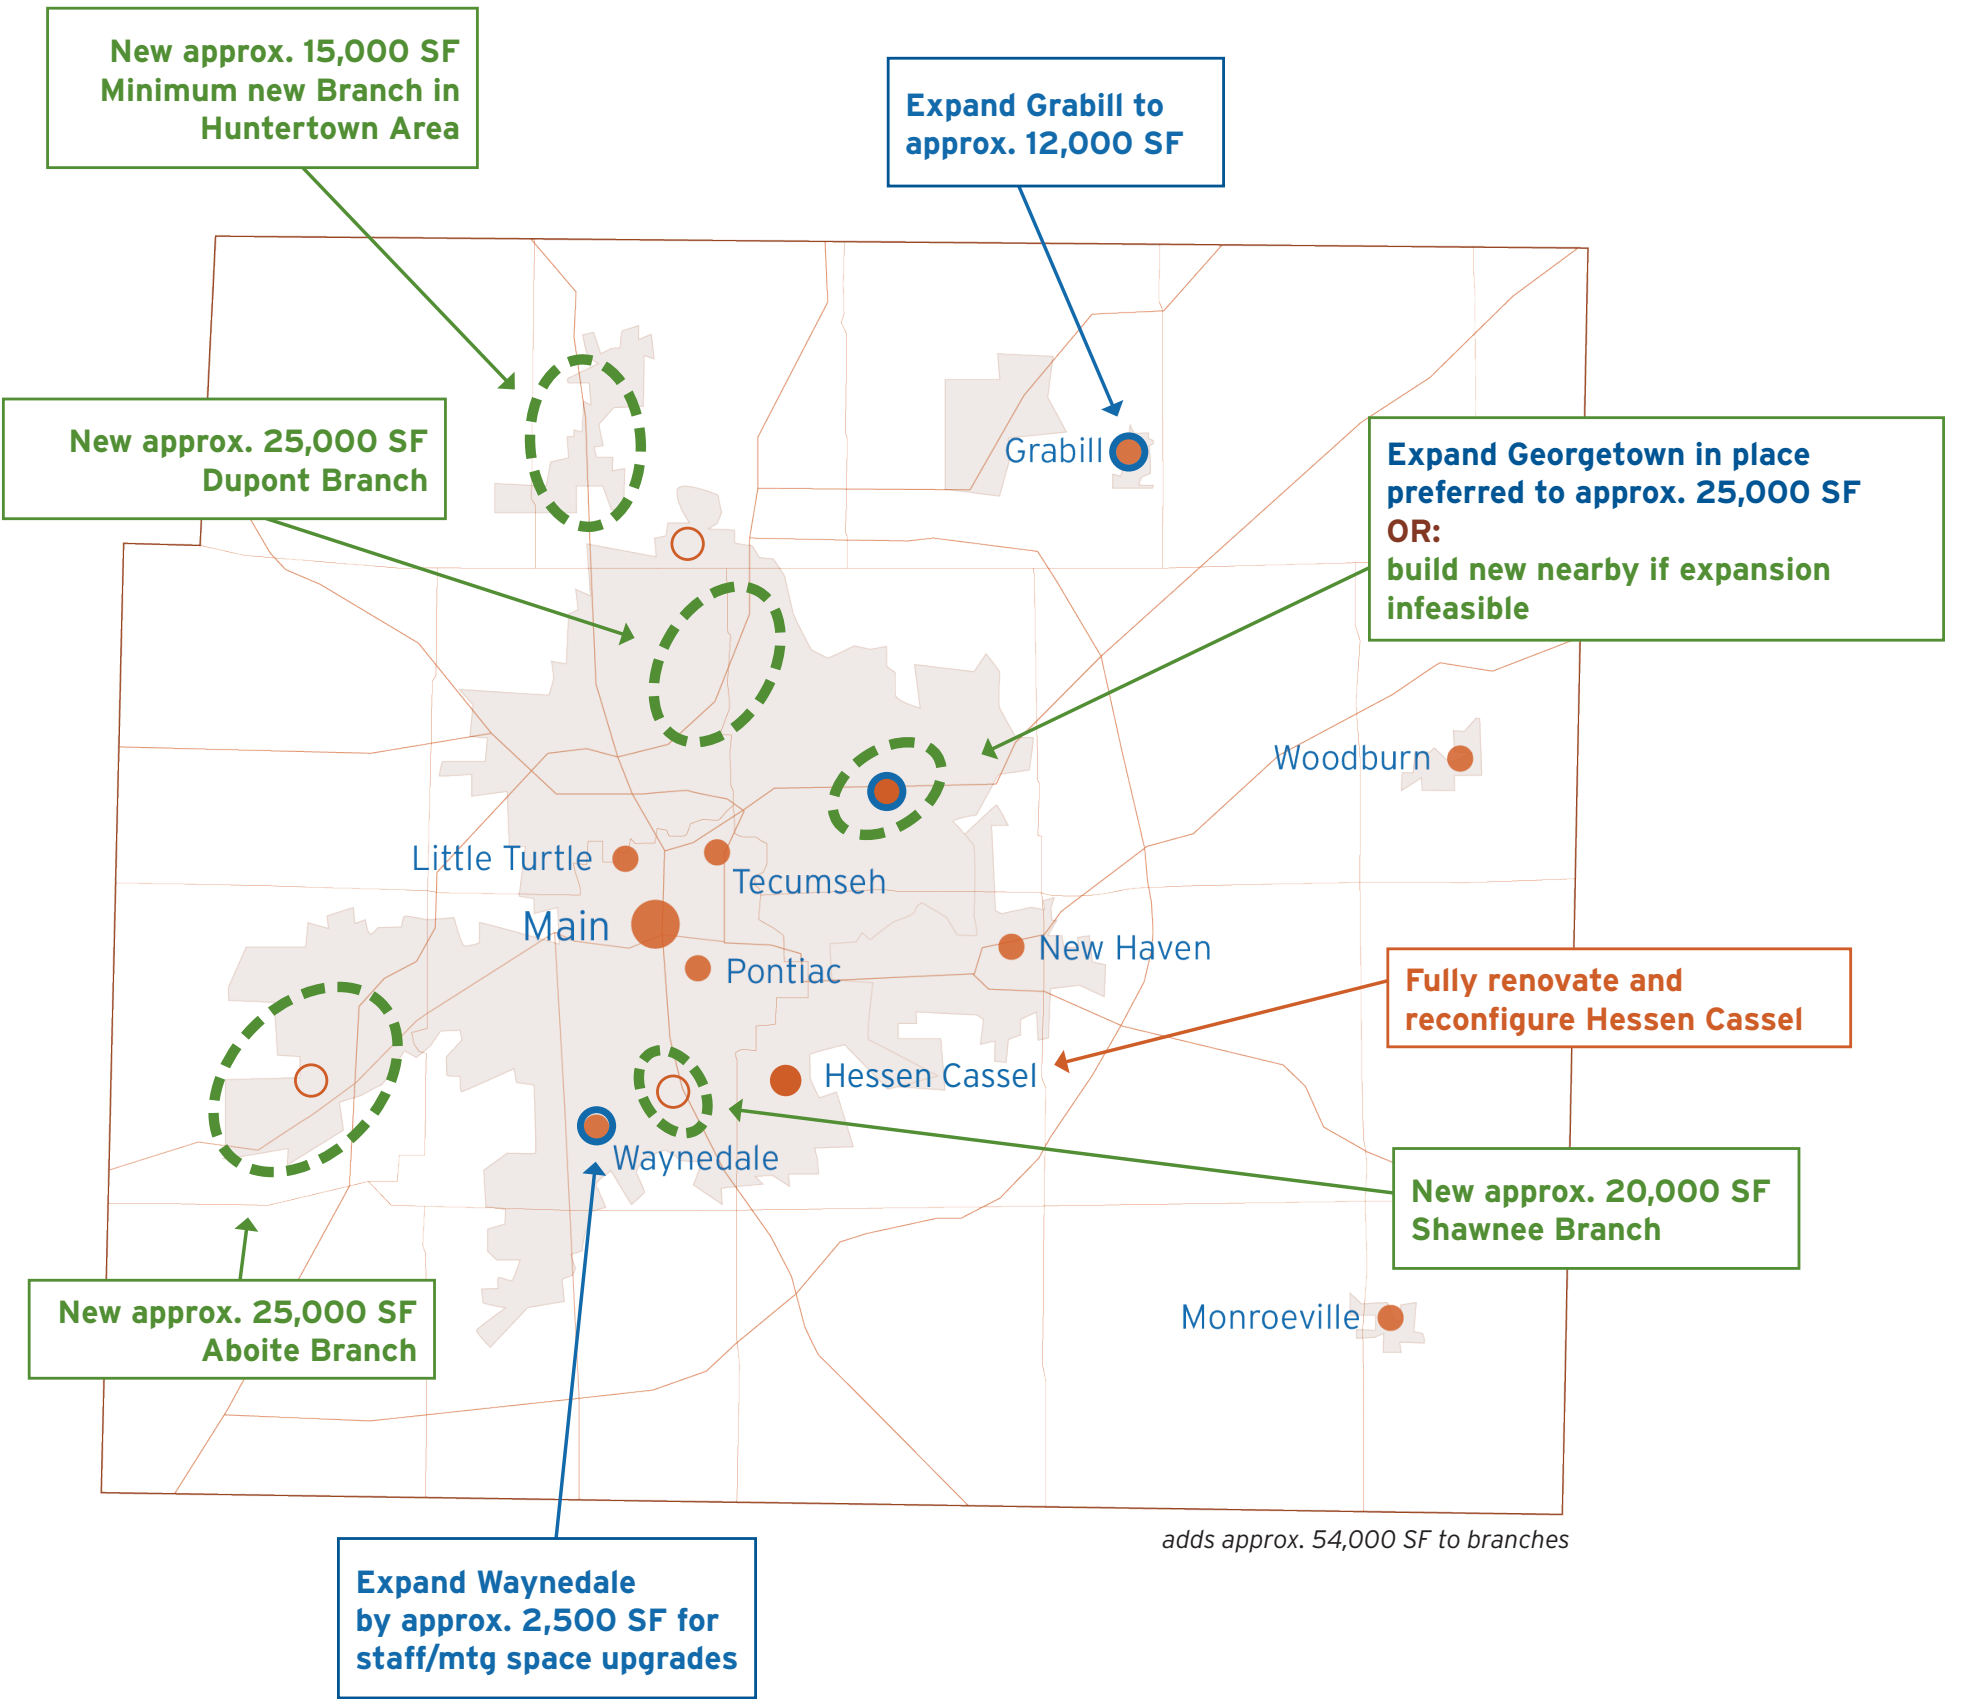 New approx. 15,000 SF
Minimum new Branch in
Huntertown Area
Expand Grabill to
approx. 12,000 SF
New approx. 25,000 SF
Dupont Branch
Grabill
Expand Georgetown in place
preferred to approx. 25,000 SF
OR:
build new nearby if expansion
infeasible
Woodburn
Little Turtle
Tecumseh
Main
New Haven
Pontiac
Fully renovate and
reconfigure Hessen Cassel
Hessen Cassel
Waynedale
New approx. 20,000 SF
Shawnee Branch
New approx. 25,000 SF
Aboite Branch
Monroeville
adds approx. 54,000 SF to branches
Expand Waynedale
by approx. 2,500 SF for
staff/mtg space upgrades